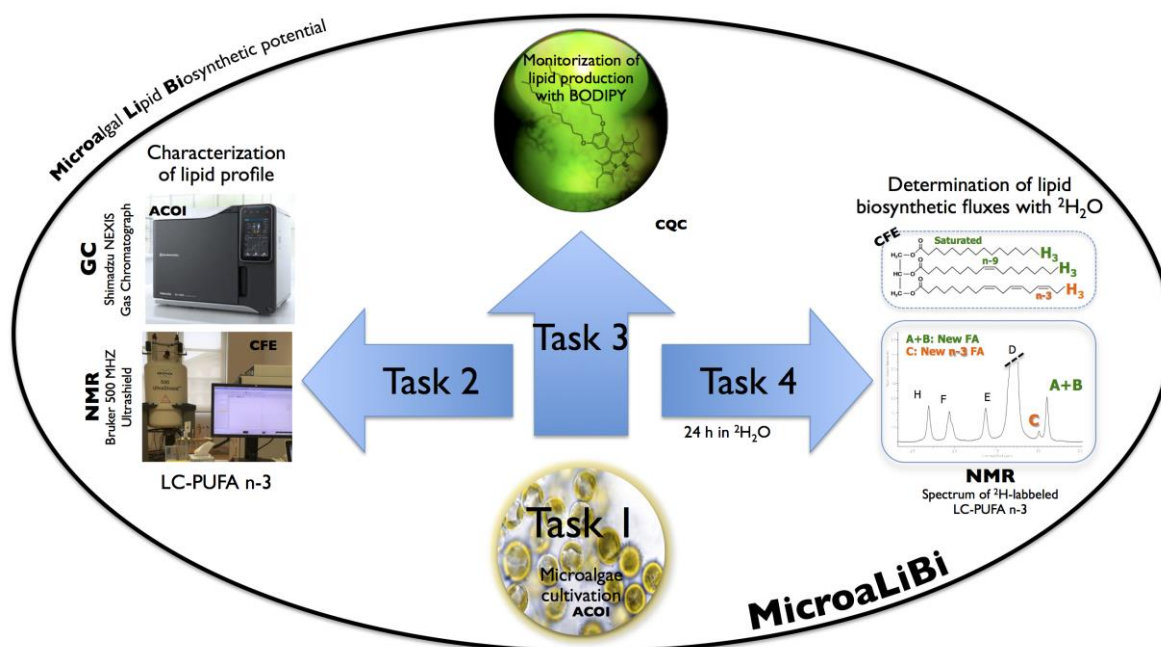 Microalgal Lipid Biosynthetic potential
Monitorization of
lipid production
with BODIPY
CQC
Characterization
of lipid profile
GC
Shimadzu NEXIS
Gas Chromatograph
ACOI
NMR
Bruker 500 MHZ
Ultrashield
CFE
LC-PUFA n-3
Task 2
Task 3
Task 4
24 h in ²H₂O
Task 1
Microalgae
cultivation
ACOI
Determination of lipid
biosynthetic fluxes with ²H₂O
CFE
Saturated
H₃
n-9
H₃
n-3
H₃
H₂C
HC
H₂C
O
O
O
O
O
O
A+B: New FA
C: New n-3 FA
D
A+B
H
F
E
C
NMR
Spectrum of ²H-labbeled
LC-PUFA n-3
MicroaLiBi